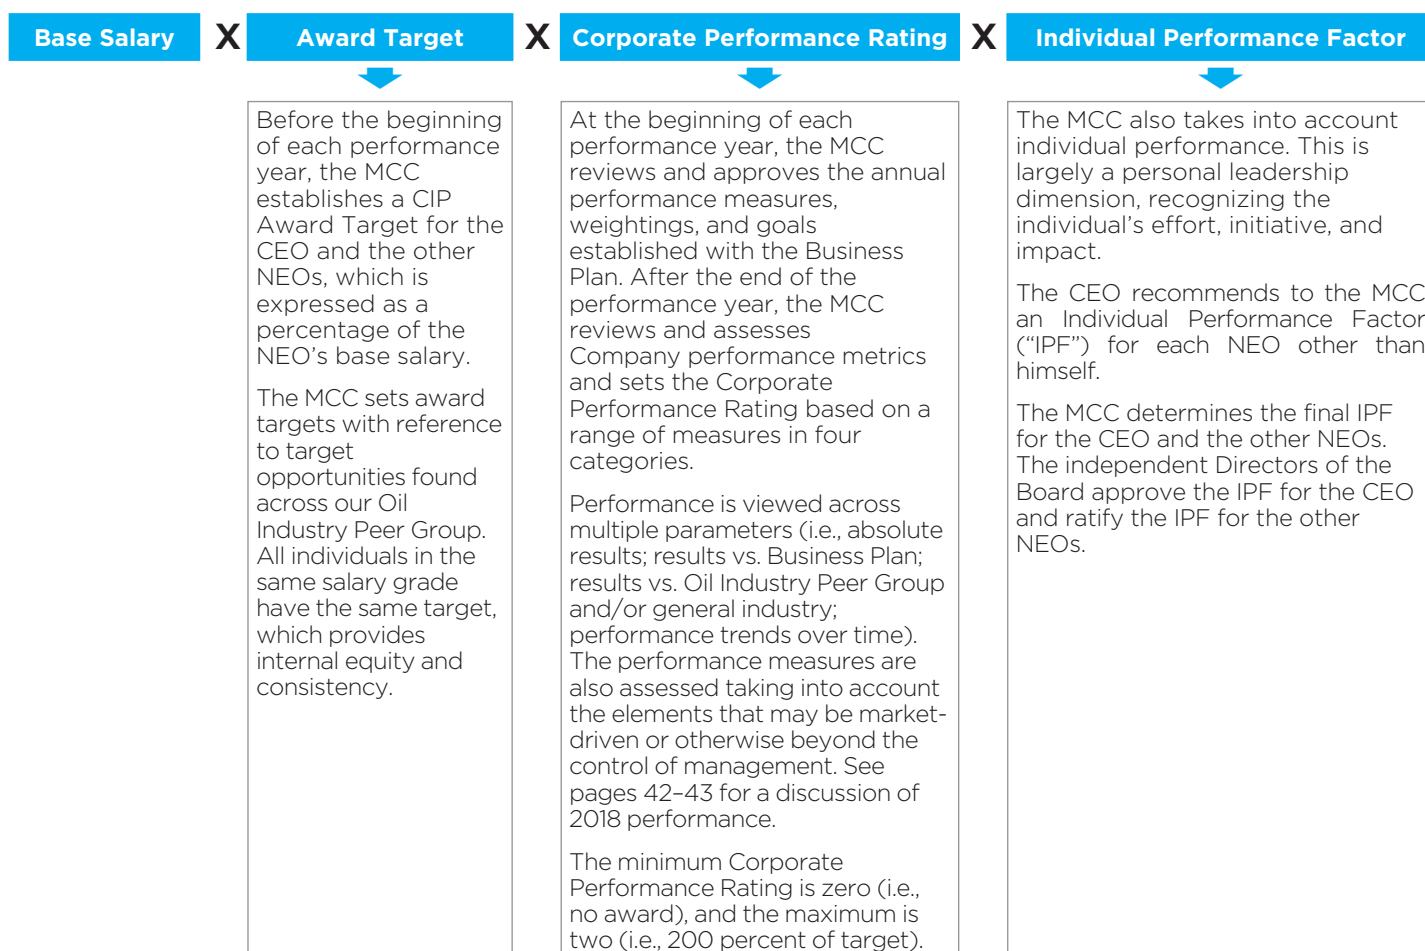 Base Salary X Award Target X Corporate Performance Rating X Individual Performance Factor
Before the beginning
of each performance
year, the MCC
establishes a CIP
Award Target for the
CEO and the other
NEOs, which is
expressed as a
percentage of the
NEO's base salary.
The MCC sets award
targets with reference
to target
opportunities found
across our Oil
Industry Peer Group.
All individuals in the
same salary grade
have the same target,
which provides
internal equity and
consistency.
At the beginning of each
performance year, the MCC
reviews and approves the annual
performance measures,
weightings, and goals
established with the Business
Plan. After the end of the
performance year, the MCC
reviews and assesses
Company performance metrics
and sets the Corporate
Performance Rating based on a
range of measures in four
categories.
Performance is viewed across
multiple parameters (i.e., absolute
results; results vs. Business Plan;
results vs. Oil Industry Peer Group
and/or general industry;
performance trends over time).
The performance measures are
also assessed taking into account
the elements that may be market-
driven or otherwise beyond the
control of management. See
pages 42–43 for a discussion of
2018 performance.
The minimum Corporate
Performance Rating is zero (i.e.,
no award), and the maximum is
two (i.e., 200 percent of target).
The MCC also takes into account
individual performance. This is
largely a personal leadership
dimension, recognizing the
individual's effort, initiative, and
impact.
The CEO recommends to the MCC
an Individual Performance Factor
(“IPF”) for each NEO other than
himself.
The MCC determines the final IPF
for the CEO and the other NEOs.
The independent Directors of the
Board approve the IPF for the CEO
and ratify the IPF for the other
NEOs.